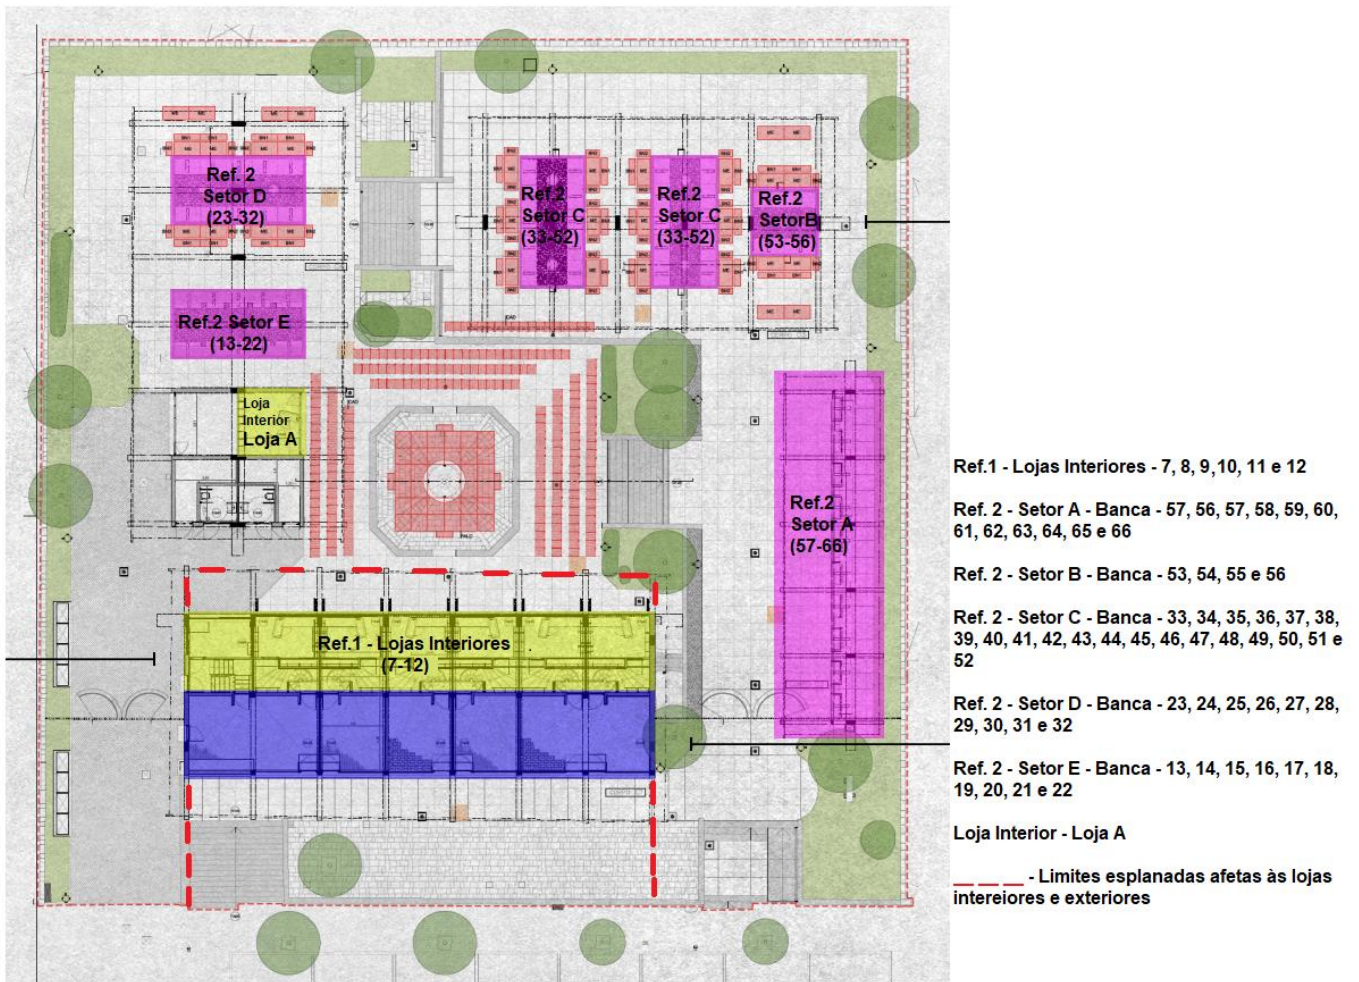 Ref. 2
Setor D
(23-32)
Ref.2
Setor C
(33-52)
Ref.2
Setor C
(33-52)
Ref.2
SetorB
(53-56)
Ref.2 Setor E
(13-22)
Loja
Interior
Loja A
Ref.2
Setor A
(57-66)
Ref.1 - Lojas Interiores
(7-12)
Ref.1 - Lojas Interiores - 7, 8, 9,10, 11 e 12
Ref. 2 - Setor A - Banca - 57, 56, 57, 58, 59, 60,
61, 62, 63, 64, 65 e 66
Ref. 2 - Setor B - Banca - 53, 54, 55 e 56
Ref. 2 - Setor C - Banca - 33, 34, 35, 36, 37, 38,
39, 40, 41, 42, 43, 44, 45, 46, 47, 48, 49, 50, 51 e
52
Ref. 2 - Setor D - Banca - 23, 24, 25, 26, 27, 28,
29, 30, 31 e 32
Ref. 2 - Setor E - Banca - 13, 14, 15, 16, 17, 18,
19, 20, 21 e 22
Loja Interior - Loja A
- Limites esplanadas afetas às lojas
intereiores e exteriores